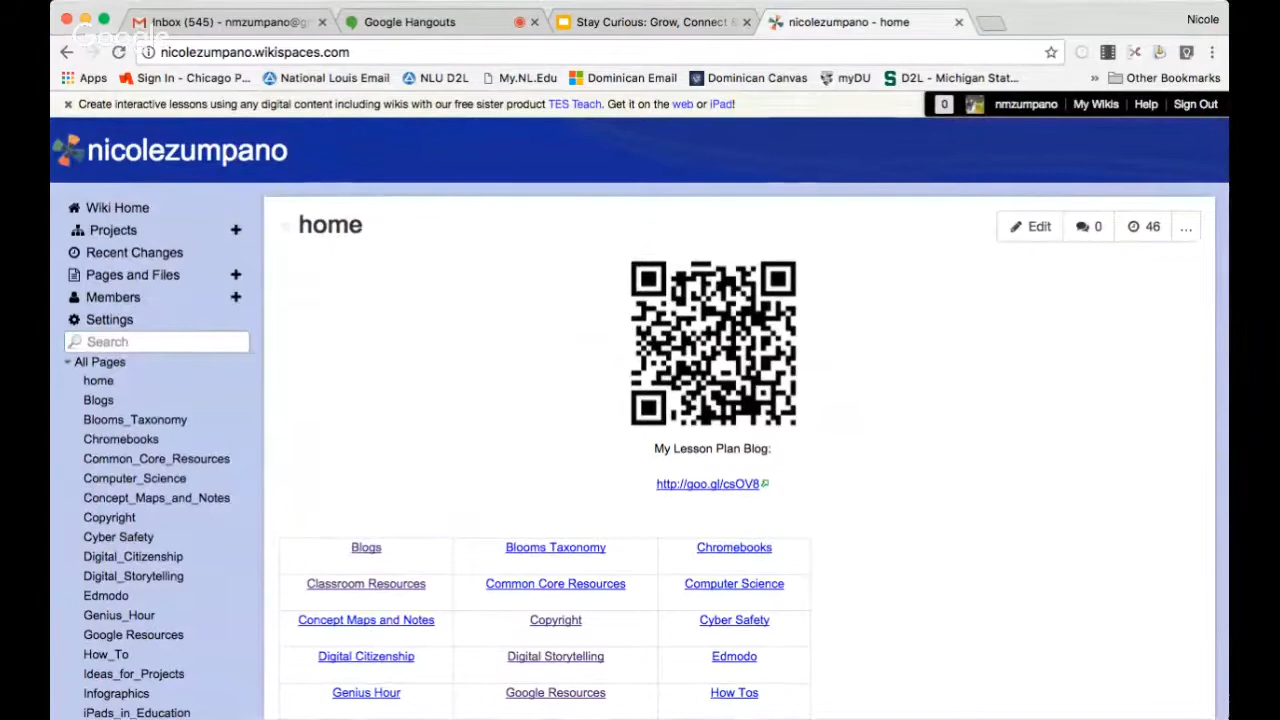 Inbox (545) - nmzumpano@g
Google Hangouts
Stay Curious: Grow, Connect &
nicolezumpano - home
Nicole
Google
nicolezumpano.wikispaces.com
Apps
Sign In - Chicago P...
National Louis Email
NLU D2L
My.NL.Edu
Dominican Email
Dominican Canvas
myDU
D2L - Michigan Stat...
»
Other Bookmarks
× Create interactive lessons using any digital content including wikis with our free sister product TES Teach. Get it on the web or iPad!
0
nmzumpano
My Wikis
Help
Sign Out
nicolezumpano
Wiki Home
Projects +
Recent Changes
Pages and Files +
Members +
Settings
Search
All Pages
home
Blogs
Blooms_Taxonomy
Chromebooks
Common_Core_Resources
Computer_Science
Concept_Maps_and_Notes
Copyright
Cyber Safety
Digital_Citizenship
Digital_Storytelling
Edmodo
Genius_Hour
Google Resources
How_To
Ideas_for_Projects
Infographics
iPads_in_Education
home
Edit
0
46
...
My Lesson Plan Blog:
http://goo.gl/csOV8
Blogs Blooms Taxonomy Chromebooks
Classroom Resources Common Core Resources Computer Science
Concept Maps and Notes Copyright Cyber Safety
Digital Citizenship Digital Storytelling Edmodo
Genius Hour Google Resources How Tos